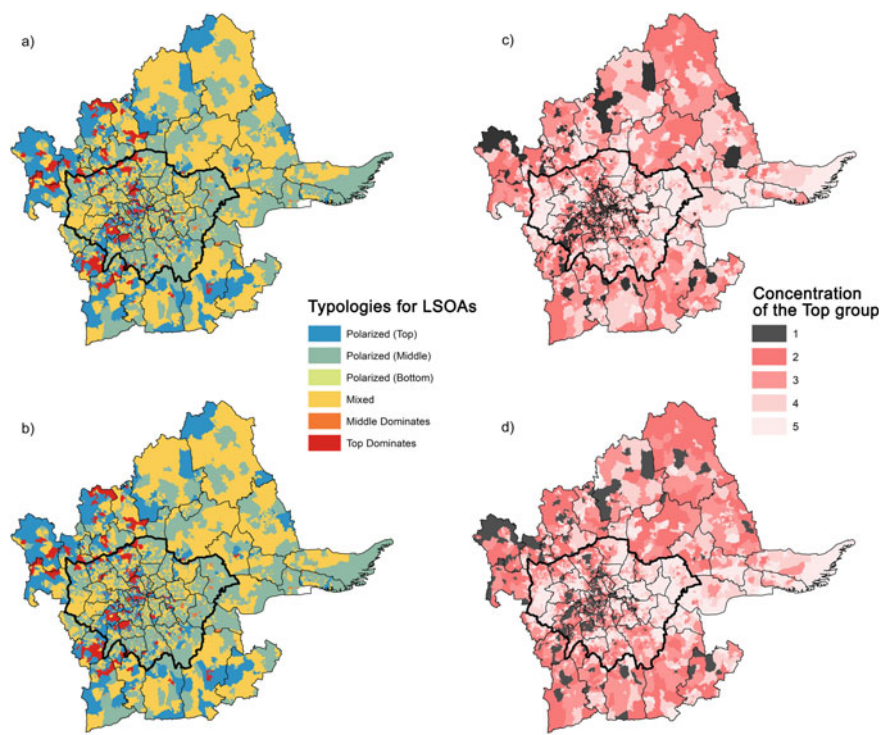 a)
c)
Typologies for LSOAs
Polarized (Top)
Polarized (Middle)
Polarized (Bottom)
Mixed
Middle Dominates
Top Dominates
Concentration
of the Top group
1
2
3
4
5
b)
d)